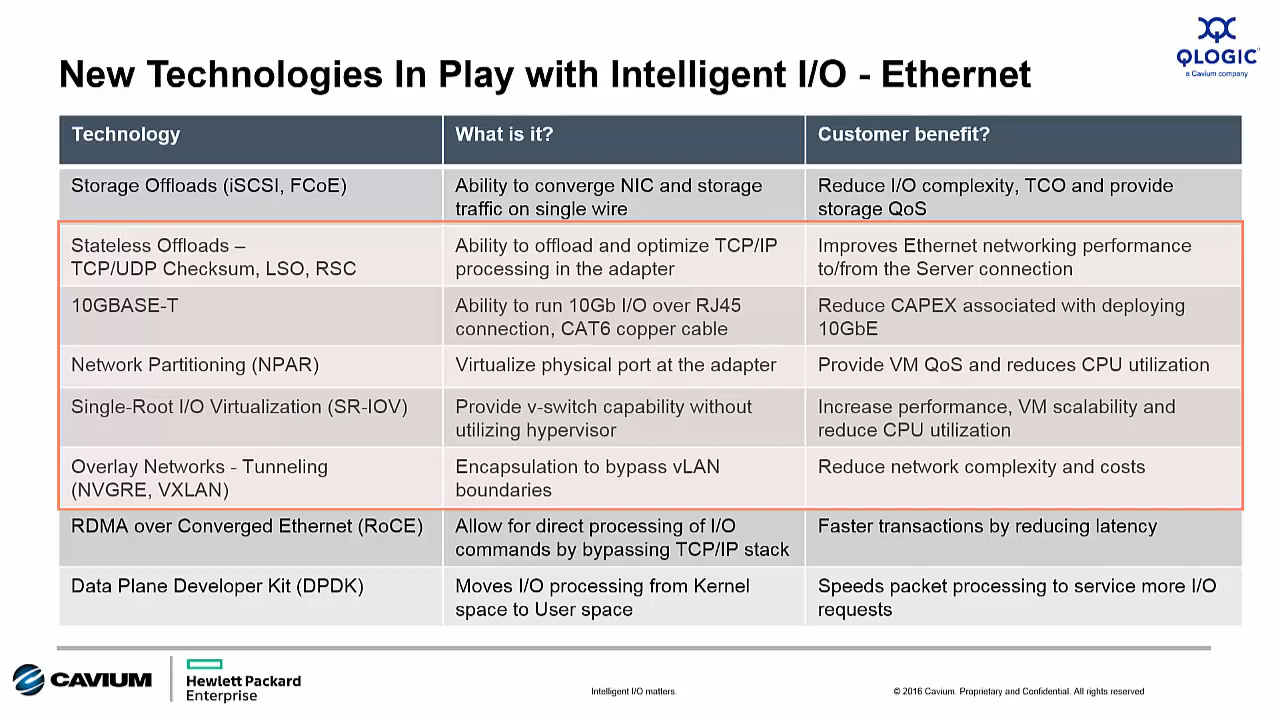 QLOGIC
a Cavium company
New Technologies In Play with Intelligent I/O - Ethernet
Technology
What is it?
Customer benefit?
Storage Offloads (iSCSI, FCoE)
Ability to converge NIC and storage
traffic on single wire
Reduce I/O complexity, TCO and provide
storage QoS
Stateless Offloads –
TCP/UDP Checksum, LSO, RSC
Ability to offload and optimize TCP/IP
processing in the adapter
Improves Ethernet networking performance
to/from the Server connection
10GBASE-T
Ability to run 10Gb I/O over RJ45
connection, CAT6 copper cable
Reduce CAPEX associated with deploying
10GbE
Network Partitioning (NPAR)
Virtualize physical port at the adapter
Provide VM QoS and reduces CPU utilization
Single-Root I/O Virtualization (SR-IOV)
Provide v-switch capability without
utilizing hypervisor
Increase performance, VM scalability and
reduce CPU utilization
Overlay Networks - Tunneling
(NVGRE, VXLAN)
Encapsulation to bypass vLAN
boundaries
Reduce network complexity and costs
RDMA over Converged Ethernet (RoCE)
Allow for direct processing of I/O
commands by bypassing TCP/IP stack
Faster transactions by reducing latency
Data Plane Developer Kit (DPDK)
Moves I/O processing from Kernel
space to User space
Speeds packet processing to service more I/O
requests
CAVIUM
Hewlett Packard
Enterprise
Intelligent I/O matters.
© 2016 Cavium. Proprietary and Confidential. All rights reserved